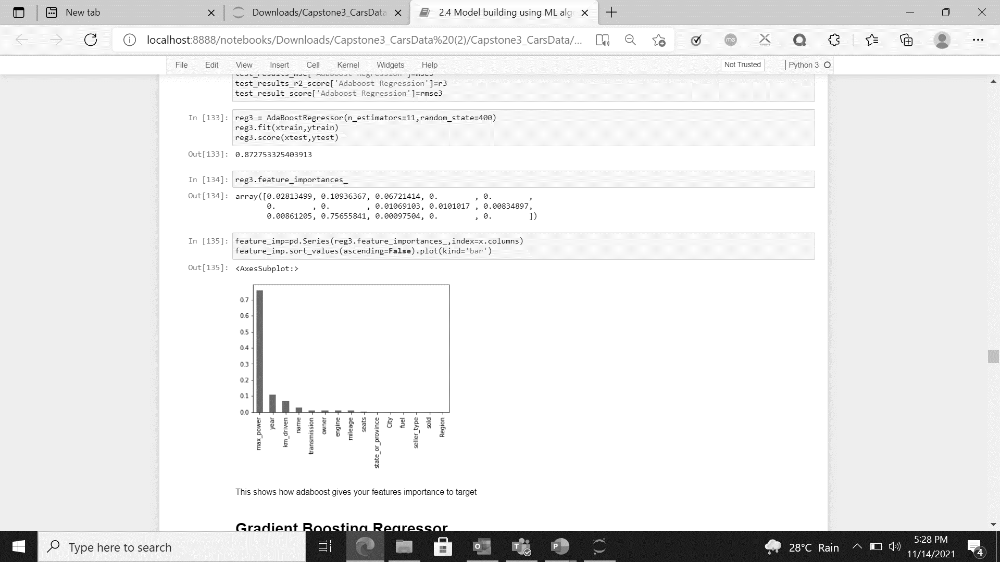 New tab
Downloads/Capstone3_CarsData
2.4 Model building using ML alg
localhost:8888/notebooks/Downloads/Capstone3_CarsData%20(2)/Capstone3_CarsData/...
me
File Edit View Insert Cell Kernel Widgets Help
Not Trusted
Python 3
test_results_mse['Adaboost Regression']=mse3
test_results_r2_score['Adaboost Regression']=r3
test_result_score['Adaboost Regression']=rmse3
In [133]: reg3 = AdaBoostRegressor(n_estimators=11,random_state=400)
reg3.fit(xtrain,ytrain)
reg3.score(xtest,ytest)
Out[133]: 0.872753325403913
In [134]: reg3.feature_importances_
Out[134]: array([0.02813499, 0.10936367, 0.06721414, 0.        , 0.        ,
0.        , 0.        , 0.01069103, 0.0101017 , 0.00834897,
0.00861205, 0.75655841, 0.00097504, 0.        , 0.        ])
In [135]: feature_imp=pd.Series(reg3.feature_importances_,index=x.columns)
feature_imp.sort_values(ascending=False).plot(kind='bar')
Out[135]: <AxesSubplot:>
0.7
0.6
0.5
0.4
0.3
0.2
0.1
0.0
max_power
year
km_driven
name
transmission
owner
engine
mileage
seats
state_or_province
City
fuel
seller_type
sold
Region
This shows how adaboost gives your features importance to target
Gradient Boosting Regressor
Type here to search
28°C Rain
5:28 PM
11/14/2021
4